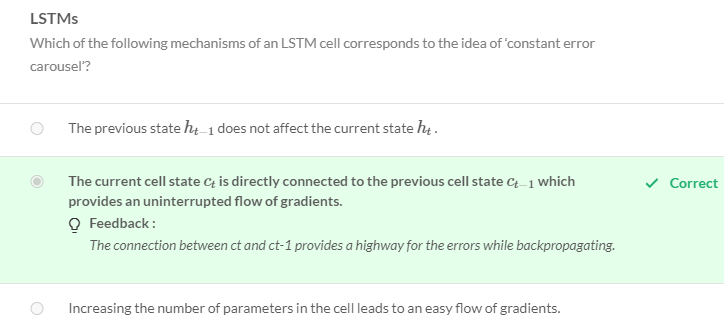 LSTMs
Which of the following mechanisms of an LSTM cell corresponds to the idea of 'constant error
carousel'?
The previous state hₜ₋₁ does not affect the current state hₜ .
The current cell state cₜ is directly connected to the previous cell state cₜ₋₁ which
provides an uninterrupted flow of gradients.
✓ Correct
Feedback :
The connection between ct and ct-1 provides a highway for the errors while backpropagating.
Increasing the number of parameters in the cell leads to an easy flow of gradients.